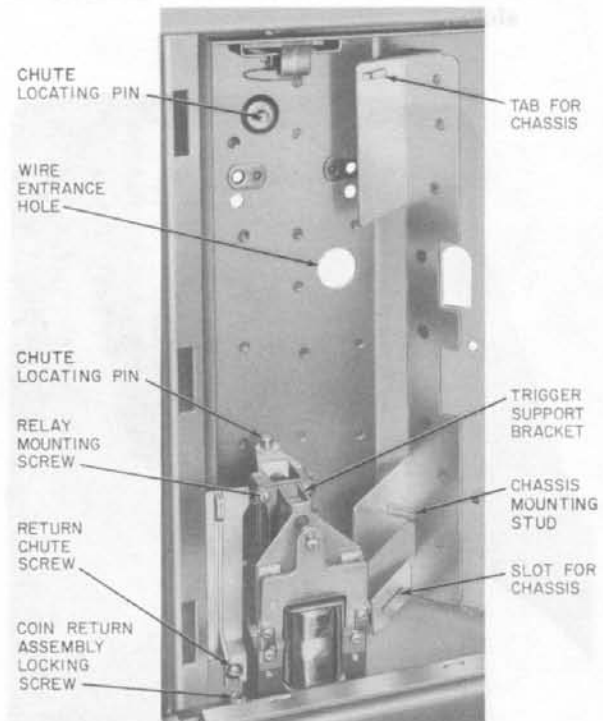 CHUTE
LOCATING PIN
WIRE
ENTRANCE
HOLE
CHUTE
LOCATING PIN
RELAY
MOUNTING
SCREW
RETURN
CHUTE
SCREW
COIN RETURN
ASSEMBLY
LOCKING
SCREW
TAB FOR
CHASSIS
TRIGGER
SUPPORT
BRACKET
CHASSIS
MOUNTING
STUD
SLOT FOR
CHASSIS